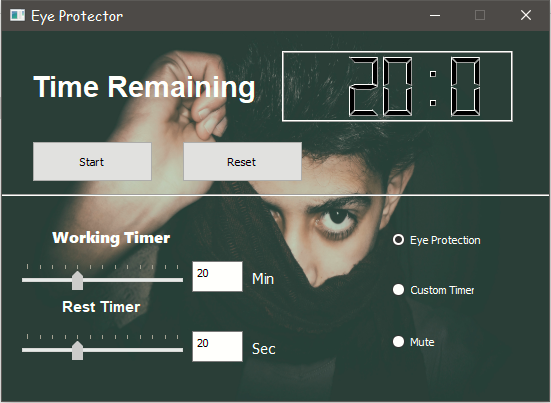 Eye Protector
Time Remaining
20:0
Start
Reset
Working Timer
20
Min
Rest Timer
20
Sec
Eye Protection
Custom Timer
Mute